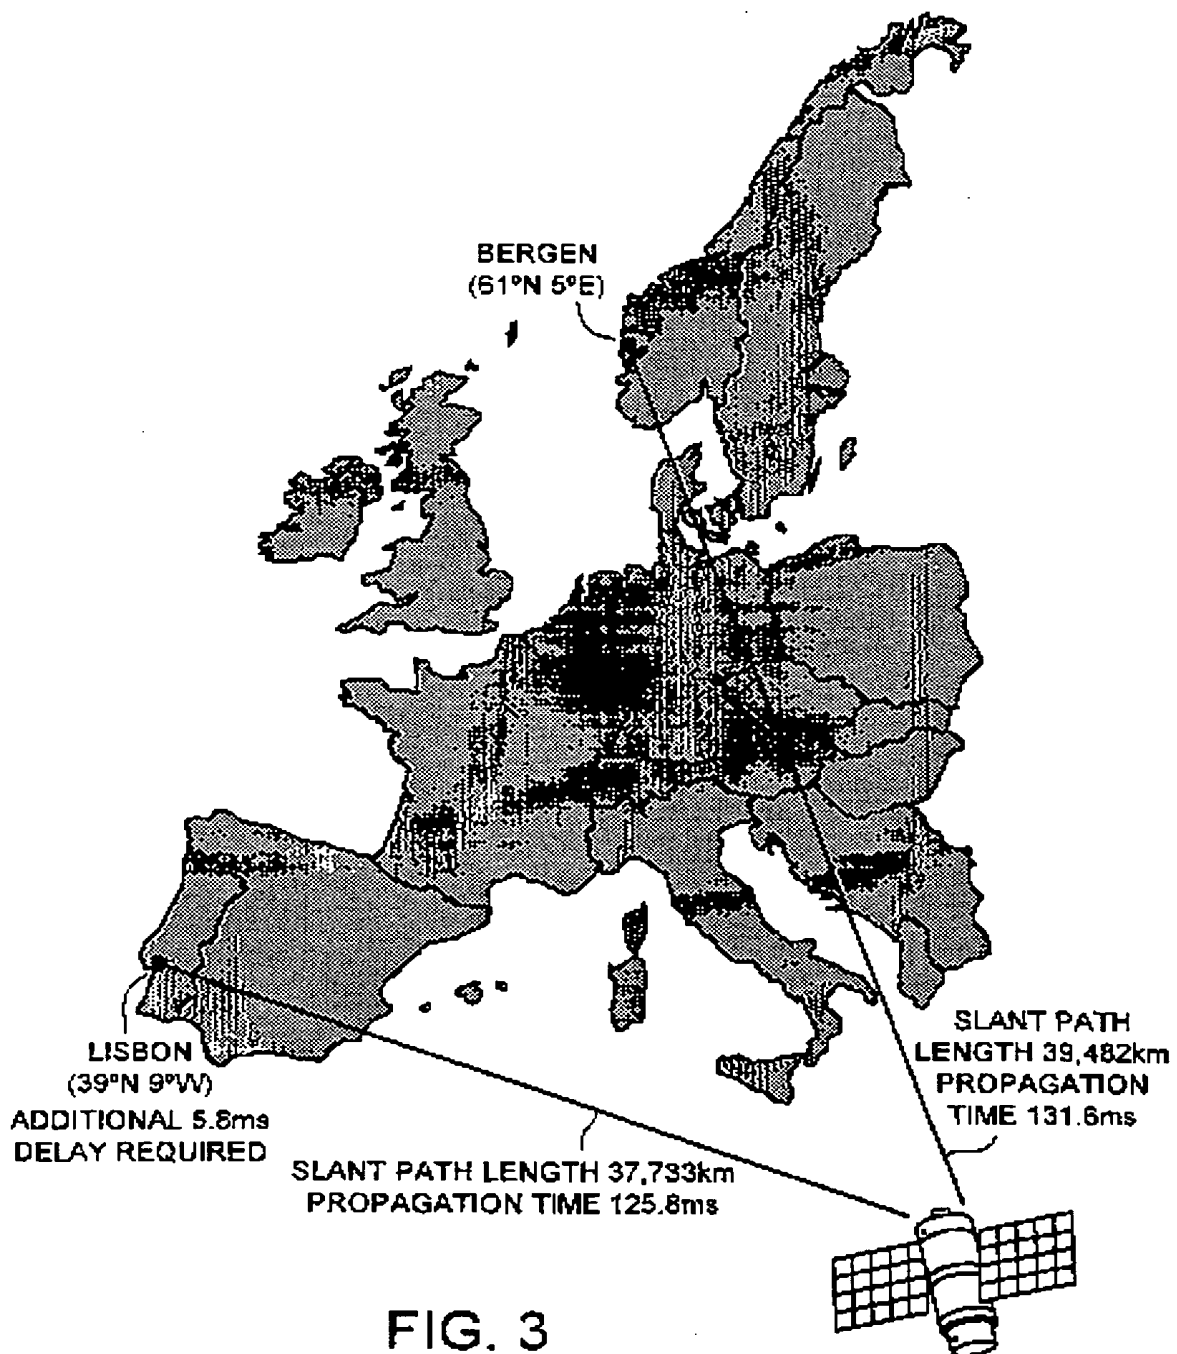 BERGEN
(61°N 5°E)
LISBON
(39°N 9°W)
ADDITIONAL 5.8ms
DELAY REQUIRED
SLANT PATH LENGTH 37,733km
PROPAGATION TIME 125.8ms
SLANT PATH
LENGTH 39,482km
PROPAGATION
TIME 131.6ms
FIG. 3